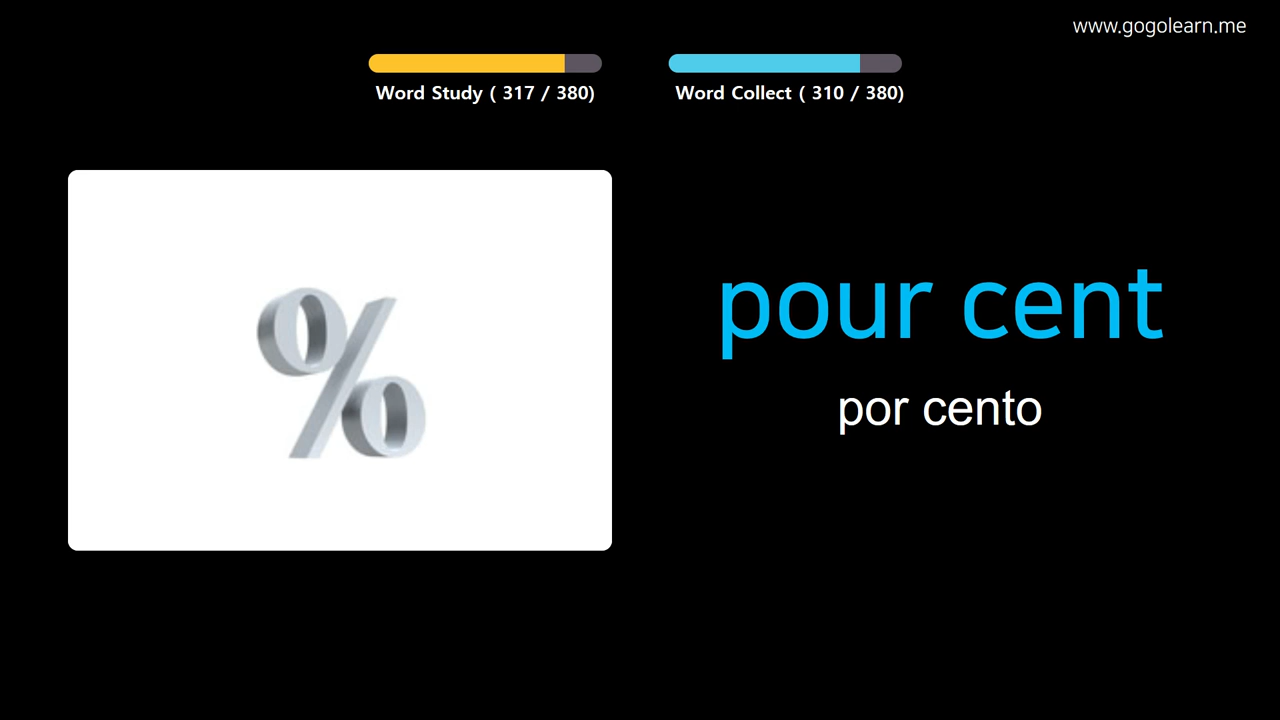 www.gogolearn.me
Word Study ( 317 / 380)
Word Collect ( 310 / 380)
%
pour cent
por cento